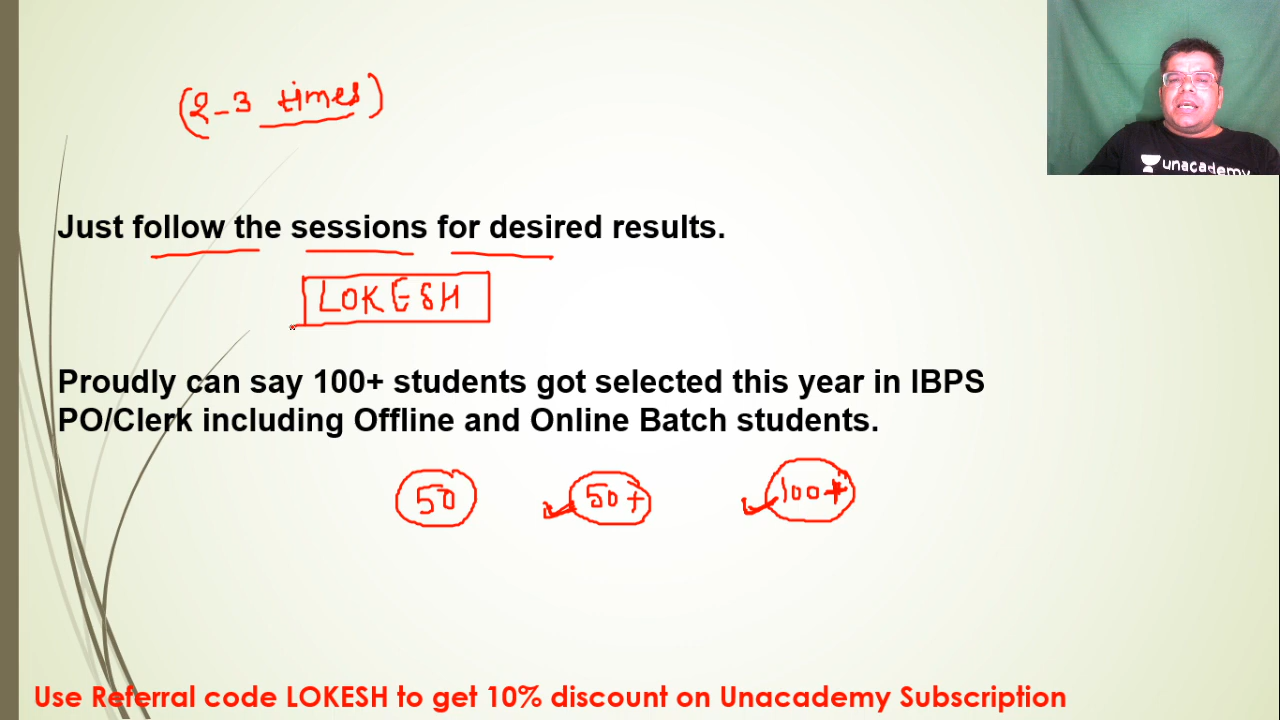 (2-3 times)
unacademy
Just follow the sessions for desired results.
LOKESH
Proudly can say 100+ students got selected this year in IBPS
PO/Clerk including Offline and Online Batch students.
50 50+ 100+
Use Referral code LOKESH to get 10% discount on Unacademy Subscription